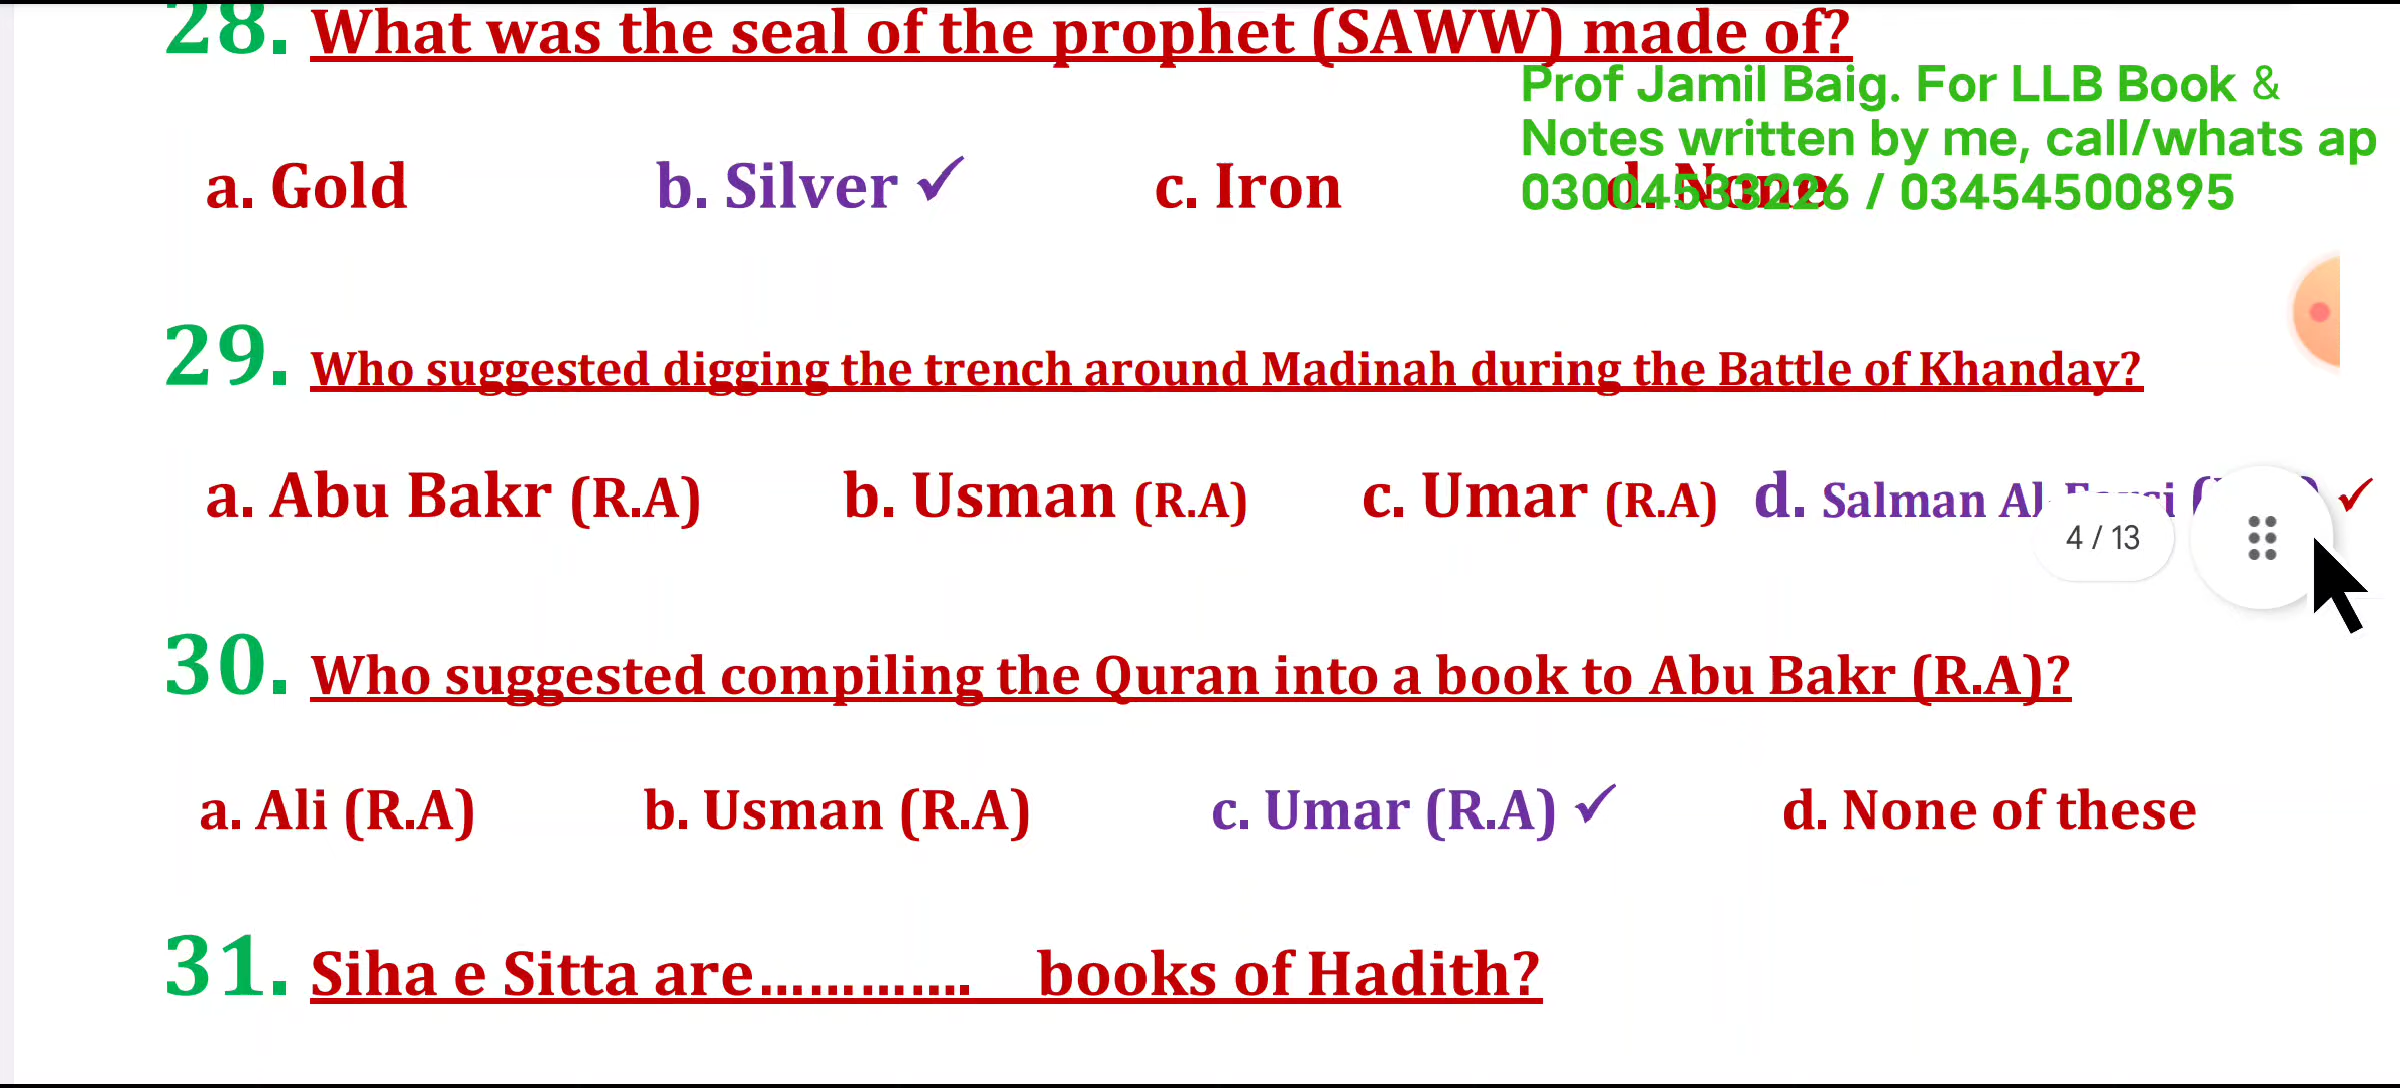 28. What was the seal of the prophet (SAWW) made of?
Prof Jamil Baig. For LLB Book &
Notes written by me, call/whats ap
03004533226 / 03454500895
a. Gold b. Silver ✓ c. Iron d. None
29. Who suggested digging the trench around Madinah during the Battle of Khanday?
a. Abu Bakr (R.A) b. Usman (R.A) c. Umar (R.A) d. Salman Al ✓
4 / 13
30. Who suggested compiling the Quran into a book to Abu Bakr (R.A)?
a. Ali (R.A) b. Usman (R.A) c. Umar (R.A) ✓ d. None of these
31. Siha e Sitta are............. books of Hadith?